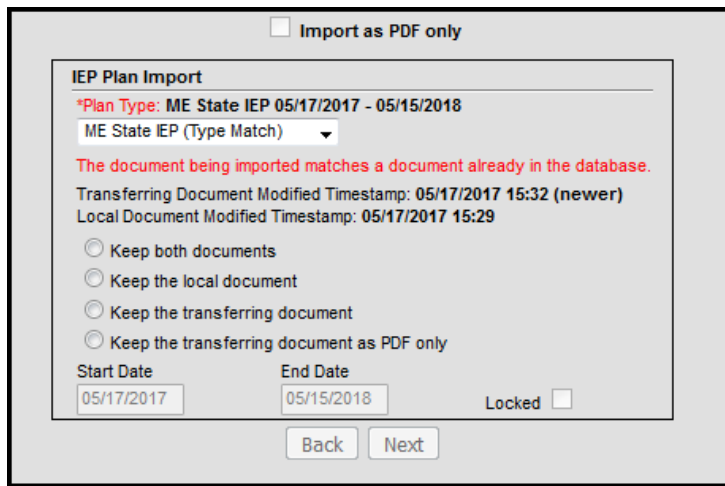 Import as PDF only
IEP Plan Import
*Plan Type: ME State IEP 05/17/2017 - 05/15/2018
ME State IEP (Type Match)
The document being imported matches a document already in the database.
Transferring Document Modified Timestamp: 05/17/2017 15:32 (newer)
Local Document Modified Timestamp: 05/17/2017 15:29
Keep both documents
Keep the local document
Keep the transferring document
Keep the transferring document as PDF only
Start Date End Date
05/17/2017 05/15/2018 Locked
Back Next